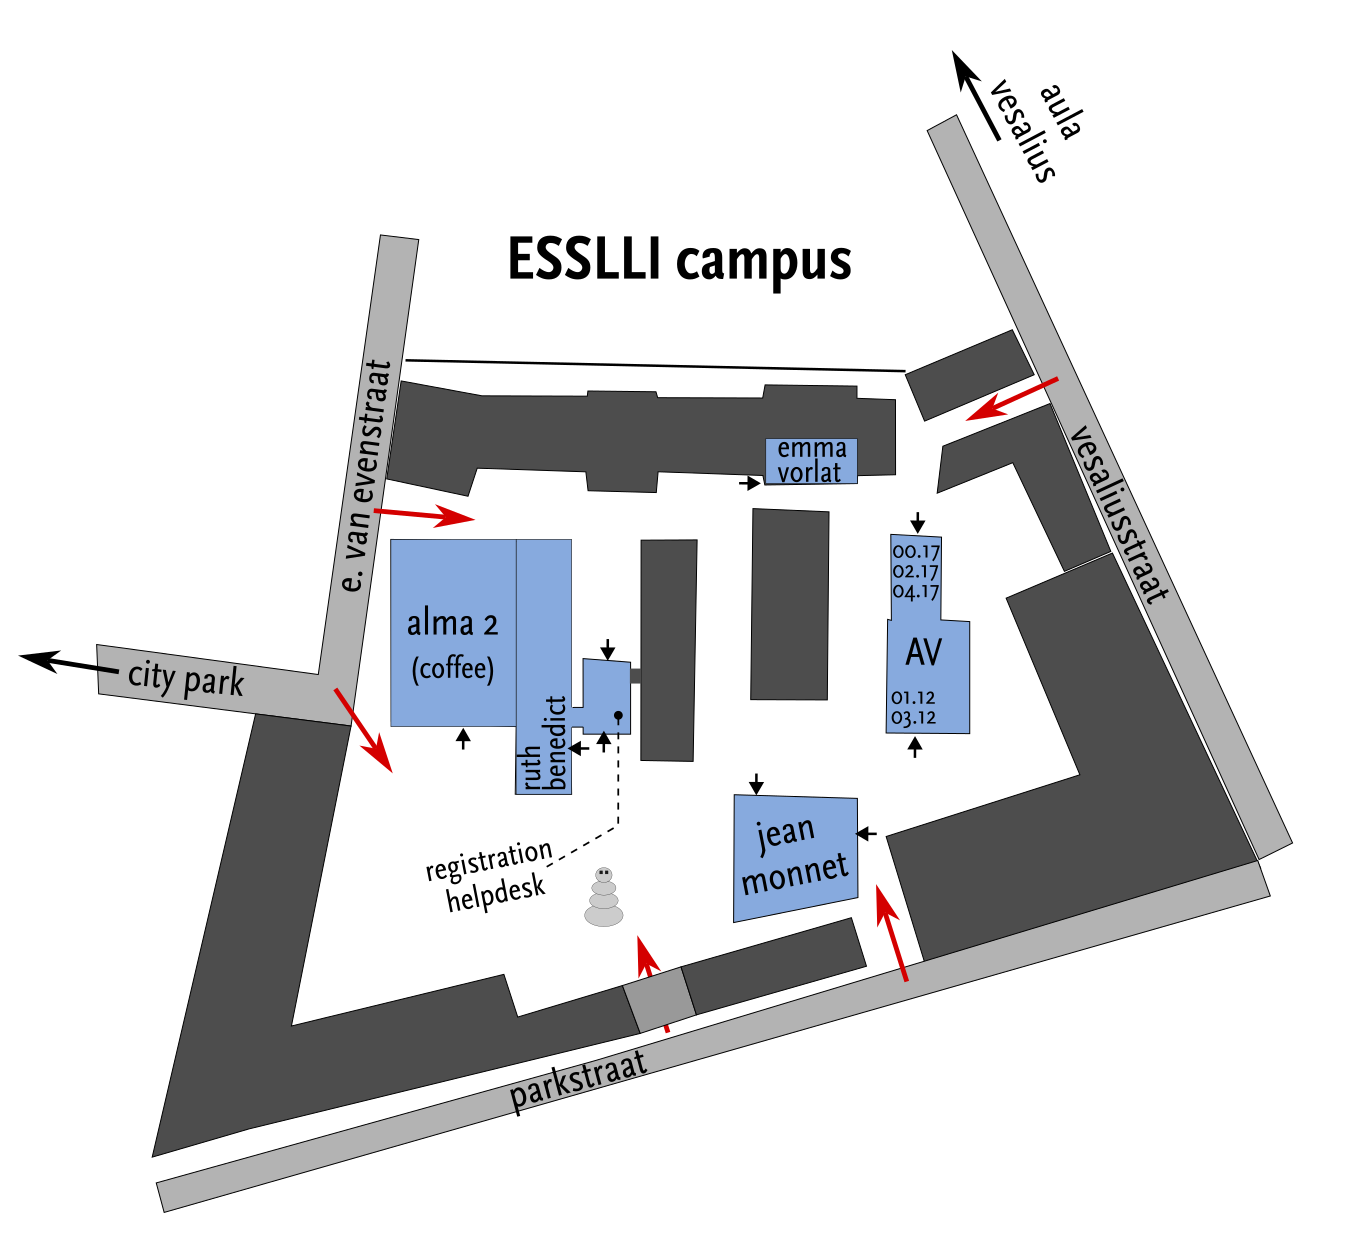 aula
vesalius
ESSLLI campus
e. van evenstraat
vesaliusstraat
emma
vorlat
00.17
02.17
04.17
AV
01.12
03.12
alma 2
(coffee)
ruth
benedict
city park
jean
monnet
registration
helpdesk
parkstraat